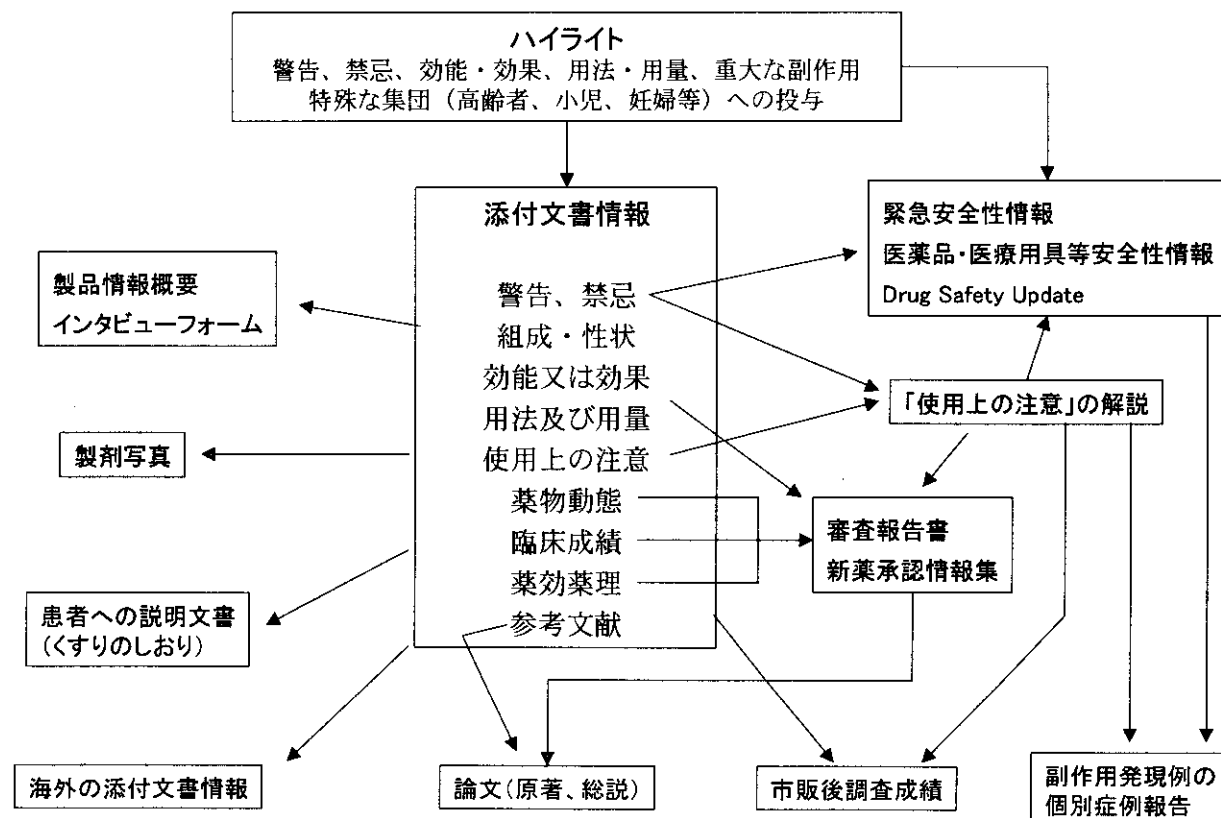 ハイライト
警告、禁忌、効能・効果、用法・用量、重大な副作用
特殊な集団（高齢者、小児、妊婦等）への投与
添付文書情報
警告、禁忌
組成・性状
効能又は効果
用法及び用量
使用上の注意
薬物動態
臨床成績
薬効薬理
参考文献
緊急安全性情報
医薬品・医療用具等安全性情報
Drug Safety Update
製品情報概要
インタビューフォーム
「使用上の注意」の解説
製剤写真
審査報告書
新薬承認情報集
患者への説明文書
(くすりのしおり)
海外の添付文書情報
論文(原著、総説)
市販後調査成績
副作用発現例の
個別症例報告